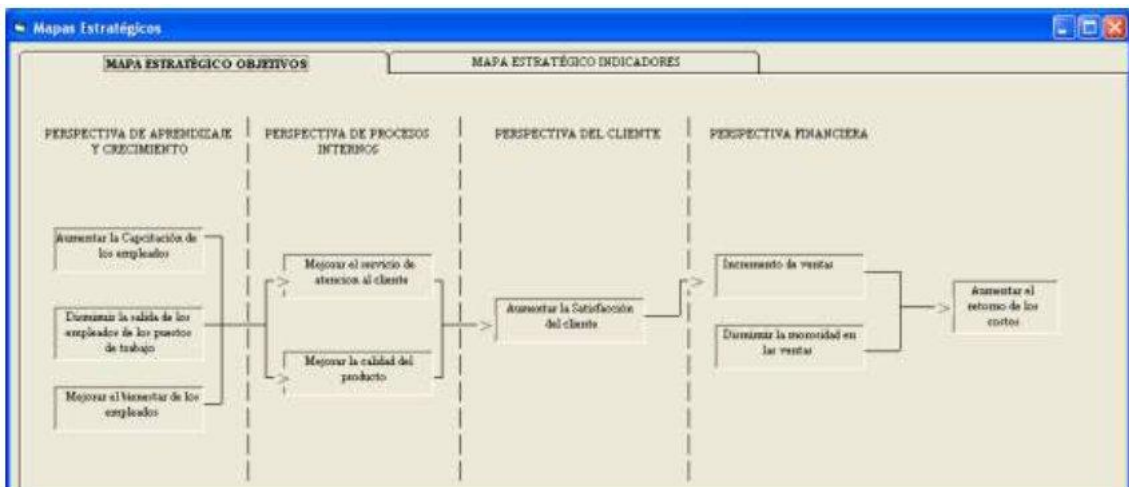 Mapas Estratégicos
MAPA ESTRATÉGICO OBJETIVOS
MAPA ESTRATÉGICO INDICADORES
PERSPECTIVA DE APRENDIZAJE
Y CRECIMIENTO
PERSPECTIVA DE PROCESOS
INTERNOS
PERSPECTIVA DEL CLIENTE
PERSPECTIVA FINANCIERA
Aumentar la Capcitación de
los empleados
Disminuir la salida de los
empleados de los puestos
de trabajo
Mejorar el bienestar de los
empleados
Mejorar el servicio de
atencion al cliente
Mejorar la calidad del
producto
Aumentar la Satisfacción
del cliente
Incremento de ventas
Disminuir la morosidad en
las ventas
Aumentar el
retorno de los
costos